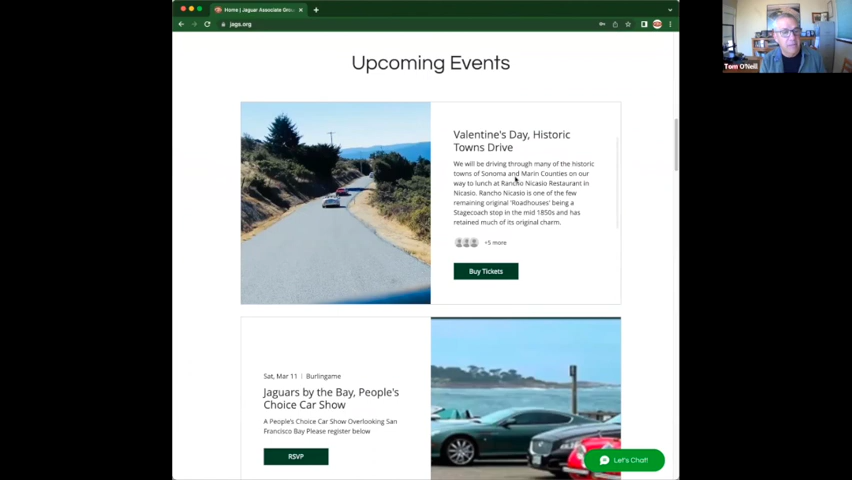 Home | Jaguar Associate Grou
jags.org
Tom O'Neill
Upcoming Events
Valentine's Day, Historic
Towns Drive
We will be driving through many of the historic
towns of Sonoma and Marin Counties on our
way to lunch at Rancho Nicasio Restaurant in
Nicasio. Rancho Nicasio is one of the few
remaining original 'Roadhouses' being a
Stagecoach stop in the mid 1850s and has
retained much of its original charm.
+5 more
Buy Tickets
Sat, Mar 11 | Burlingame
Jaguars by the Bay, People's
Choice Car Show
A People's Choice Car Show Overlooking San
Francisco Bay Please register below
RSVP
Let's Chat!